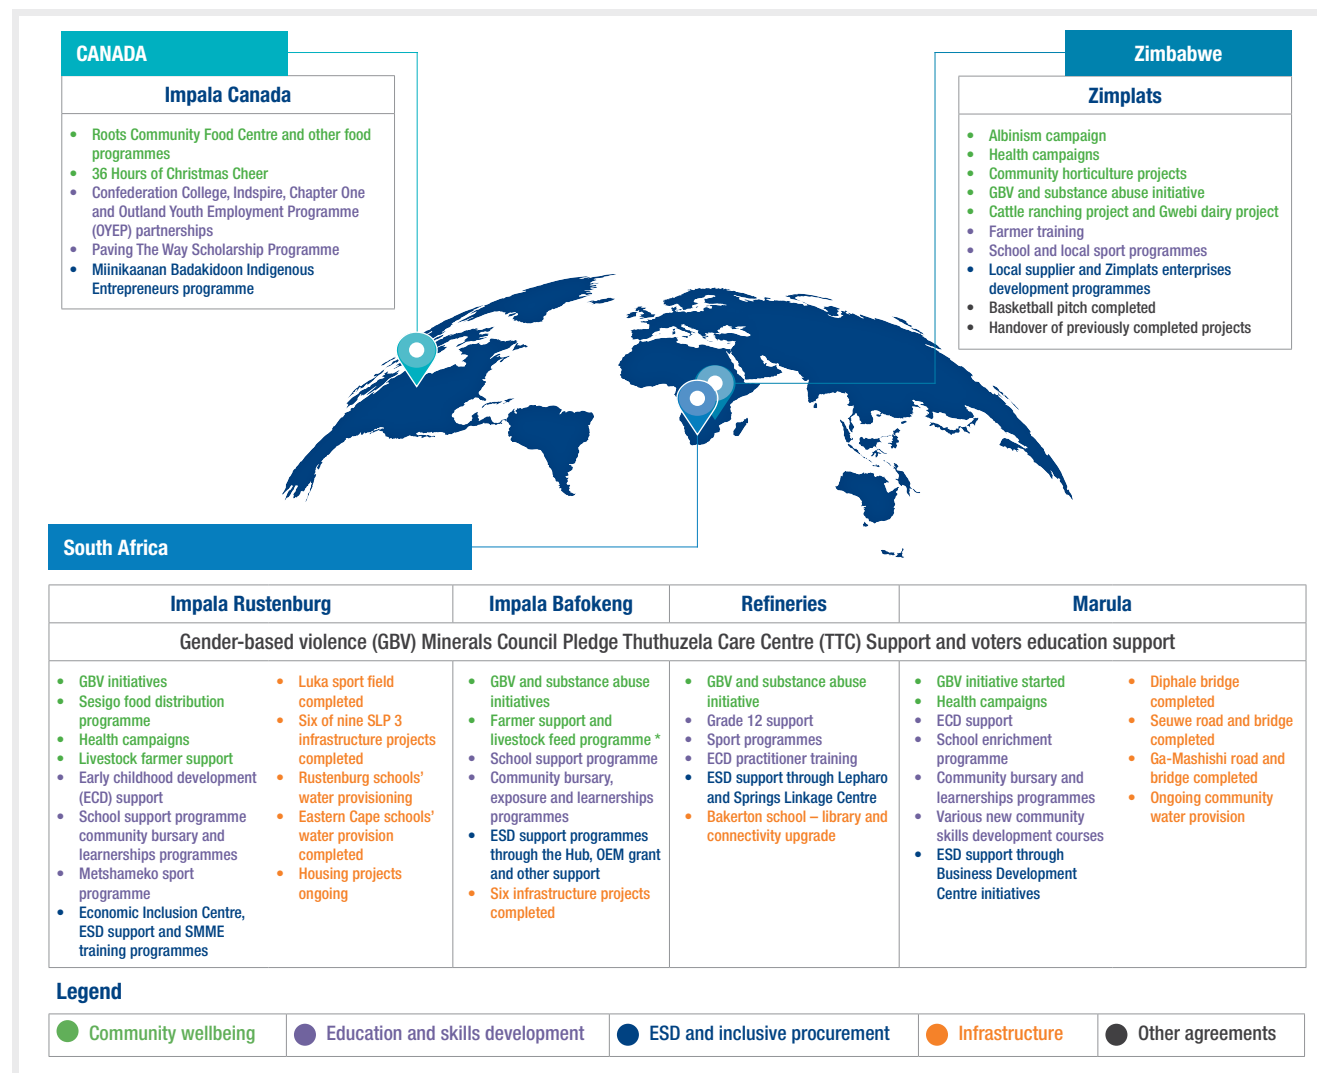 CANADA
Impala Canada
• Roots Community Food Centre and other food
programmes
• 36 Hours of Christmas Cheer
• Confederation College, Indspire, Chapter One
and Outland Youth Employment Programme
(OYEP) partnerships
• Paving The Way Scholarship Programme
• Miinikaanan Badakidoon Indigenous
Entrepreneurs programme
Zimbabwe
Zimplats
• Albinism campaign
• Health campaigns
• Community horticulture projects
• GBV and substance abuse initiative
• Cattle ranching project and Gwebi dairy project
• Farmer training
• School and local sport programmes
• Local supplier and Zimplats enterprises
development programmes
• Basketball pitch completed
• Handover of previously completed projects
South Africa
Impala Rustenburg
Impala Bafokeng
Refineries
Marula
Gender-based violence (GBV) Minerals Council Pledge Thuthuzela Care Centre (TTC) Support and voters education support
• GBV initiatives
• Sesigo food distribution
programme
• Health campaigns
• Livestock farmer support
• Early childhood development
(ECD) support
• School support programme
community bursary and
learnerships programmes
• Metshameko sport
programme
• Economic Inclusion Centre,
ESD support and SMME
training programmes
• Luka sport field
completed
• Six of nine SLP 3
infrastructure projects
completed
• Rustenburg schools'
water provisioning
• Eastern Cape schools'
water provision
completed
• Housing projects
ongoing
• GBV and substance abuse
initiatives
• Farmer support and
livestock feed programme *
• School support programme
• Community bursary,
exposure and learnerships
programmes
• ESD support programmes
through the Hub, OEM grant
and other support
• Six infrastructure projects
completed
• GBV and substance abuse
initiative
• Grade 12 support
• Sport programmes
• ECD practitioner training
• ESD support through Lepharo
and Springs Linkage Centre
• Bakerton school – library and
connectivity upgrade
• GBV initiative started
• Health campaigns
• ECD support
• School enrichment
programme
• Community bursary and
learnerships programmes
• Various new community
skills development courses
• ESD support through
Business Development
Centre initiatives
• Diphale bridge
completed
• Seuwe road and bridge
completed
• Ga-Mashishi road and
bridge completed
• Ongoing community
water provision
Legend
Community wellbeing
Education and skills development
ESD and inclusive procurement
Infrastructure
Other agreements